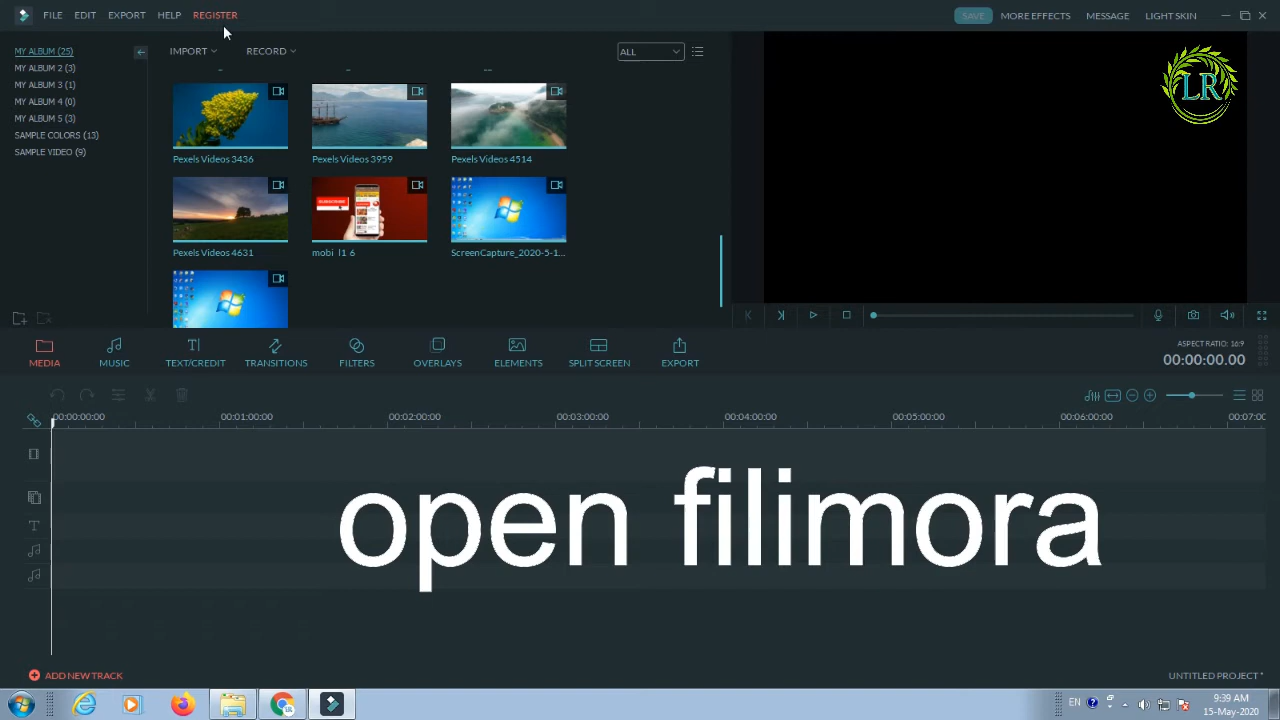 FILE EDIT EXPORT HELP REGISTER SAVE MORE EFFECTS MESSAGE LIGHT SKIN
MY ALBUM (25)
MY ALBUM 2 (3)
MY ALBUM 3 (1)
MY ALBUM 4 (0)
MY ALBUM 5 (3)
SAMPLE COLORS (13)
SAMPLE VIDEO (9)
IMPORT RECORD ALL
LR
Pexels Videos 3436 Pexels Videos 3959 Pexels Videos 4514
Pexels Videos 4631 mobi_l1 6 ScreenCapture_2020-5-1...
MEDIA MUSIC TEXT/CREDIT TRANSITIONS FILTERS OVERLAYS ELEMENTS SPLIT SCREEN EXPORT
ASPECT RATIO: 16:9
00:00:00.00
00:00:00:00 00:01:00:00 00:02:00:00 00:03:00:00 00:04:00:00 00:05:00:00 00:06:00:00 00:07:0
open filimora
ADD NEW TRACK
UNTITLED PROJECT *
EN
9:39 AM
15-May-2020